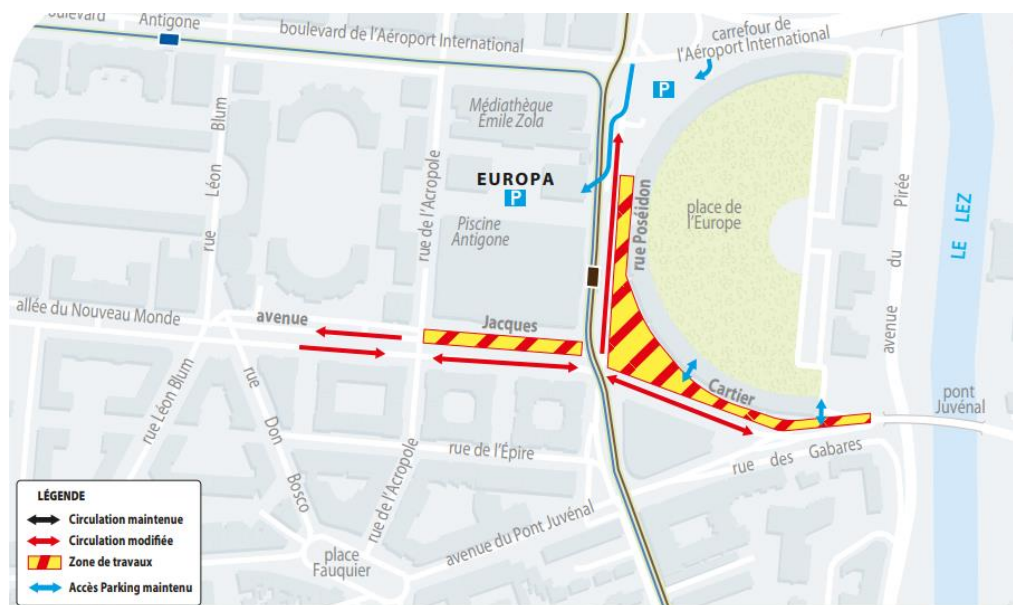 boulevard
Antigone
boulevard de l'Aéroport International
carrefour de
l'Aéroport International
P
Médiathèque
Émile Zola
EUROPA
P
Piscine
Antigone
rue Léon Blum
rue de l'Acropole
rue Poséidon
place de
l'Europe
avenue du Pirée
LE LEZ
allée du Nouveau Monde
avenue Jacques Cartier
pont
Juvénal
rue Léon Blum
rue Don Bosco
rue de l'Acropole
rue de l'Épire
rue des Gabares
avenue du Pont Juvénal
place
Fauquier
LÉGENDE
Circulation maintenue
Circulation modifiée
Zone de travaux
Accès Parking maintenu